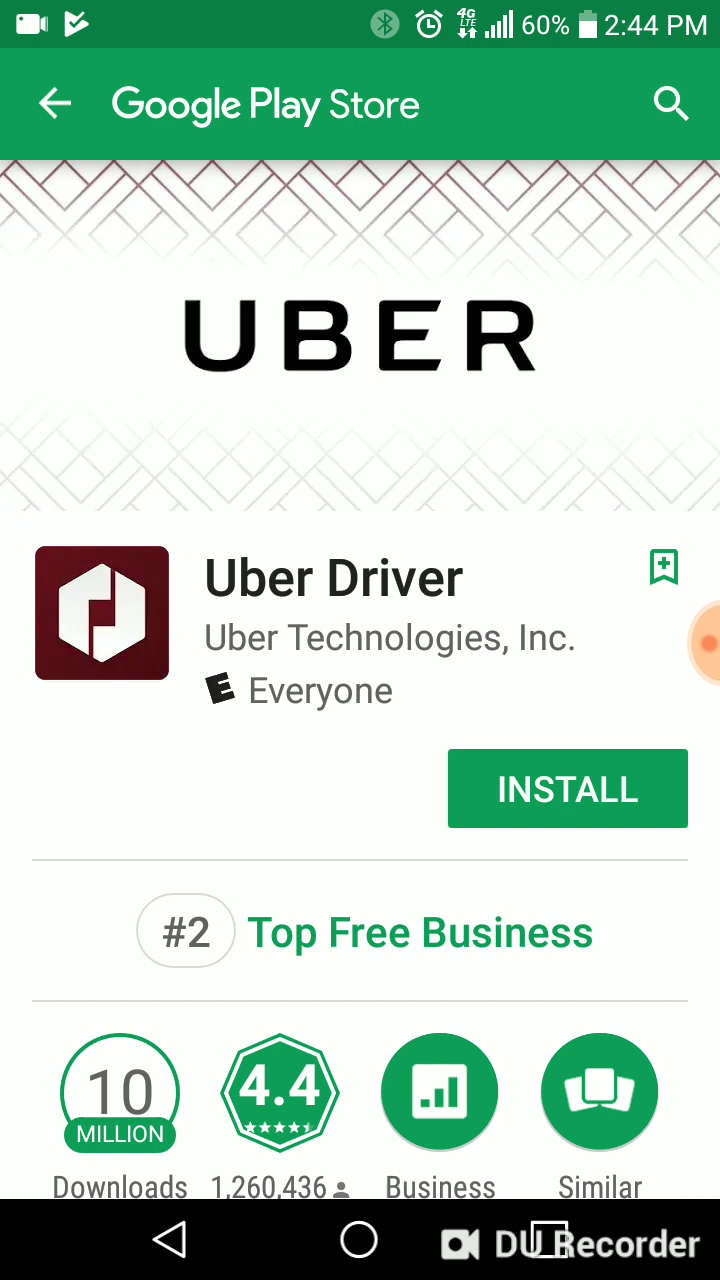 4G
LTE
60%
2:44 PM
Google Play Store
UBER
Uber Driver
Uber Technologies, Inc.
E Everyone
INSTALL
#2 Top Free Business
10
MILLION
4.4
Downloads
1,260,436
Business
Similar
DU Recorder